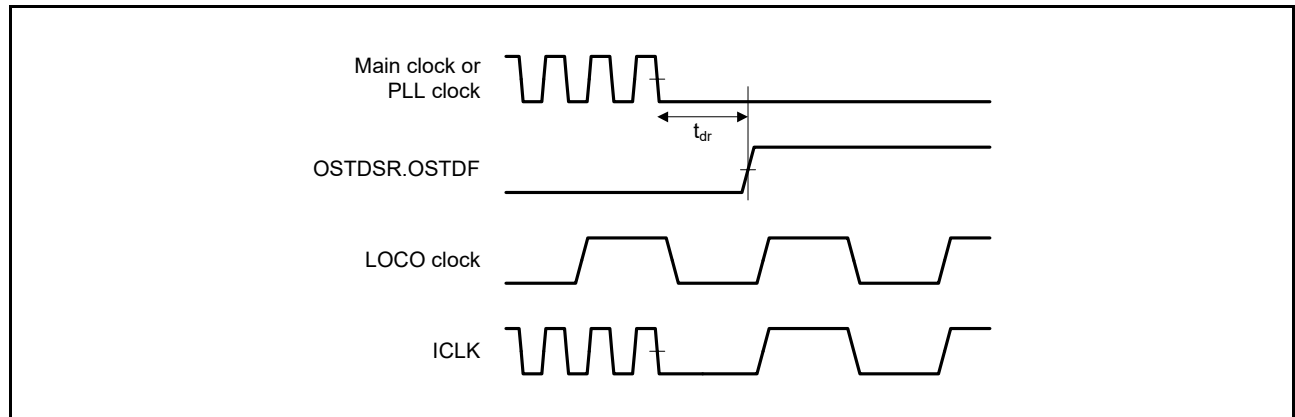 Main clock or
PLL clock
tdr
OSTDSR.OSTDF
LOCO clock
ICLK